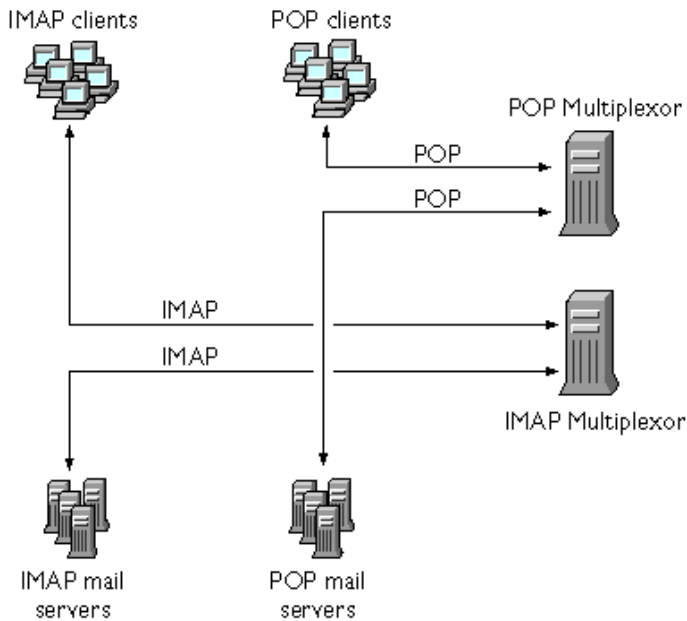 IMAP clients
POP clients
POP Multiplexor
POP
POP
IMAP
IMAP
IMAP Multiplexor
IMAP mail
servers
POP mail
servers